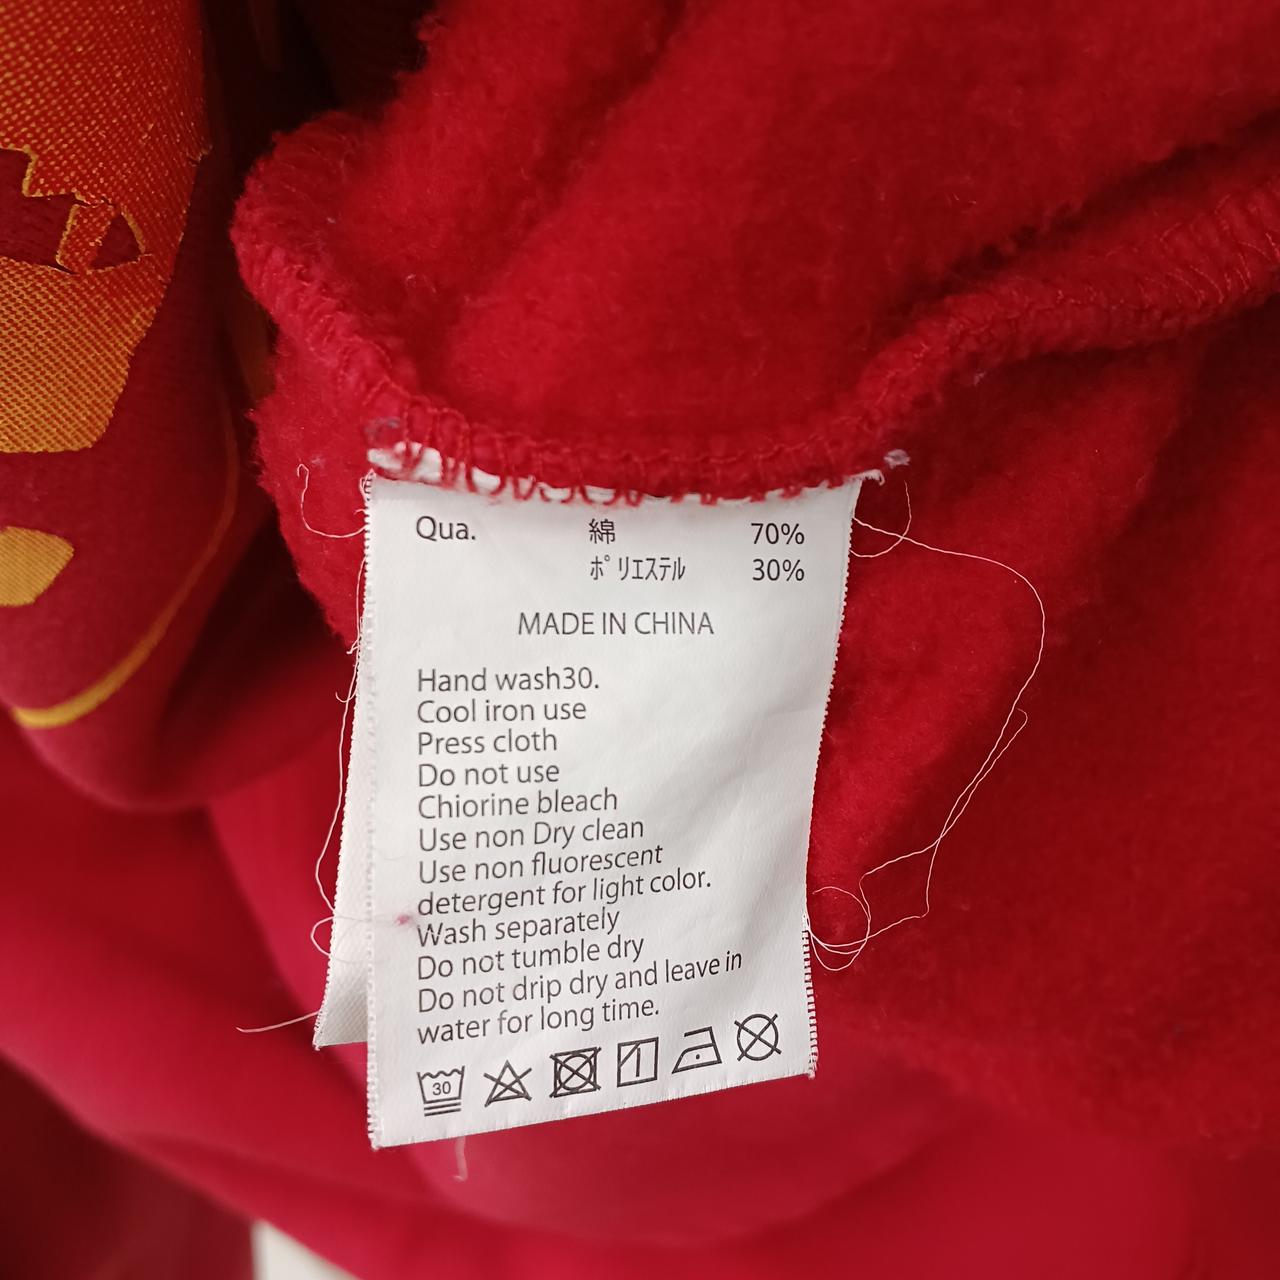 Qua. 綿 70%
ﾎﾟﾘｴｽﾃﾙ 30%
MADE IN CHINA
Hand wash30.
Cool iron use
Press cloth
Do not use
Chiorine bleach
Use non Dry clean
Use non fluorescent
detergent for light color.
Wash separately
Do not tumble dry
Do not drip dry and leave in
water for long time.
30